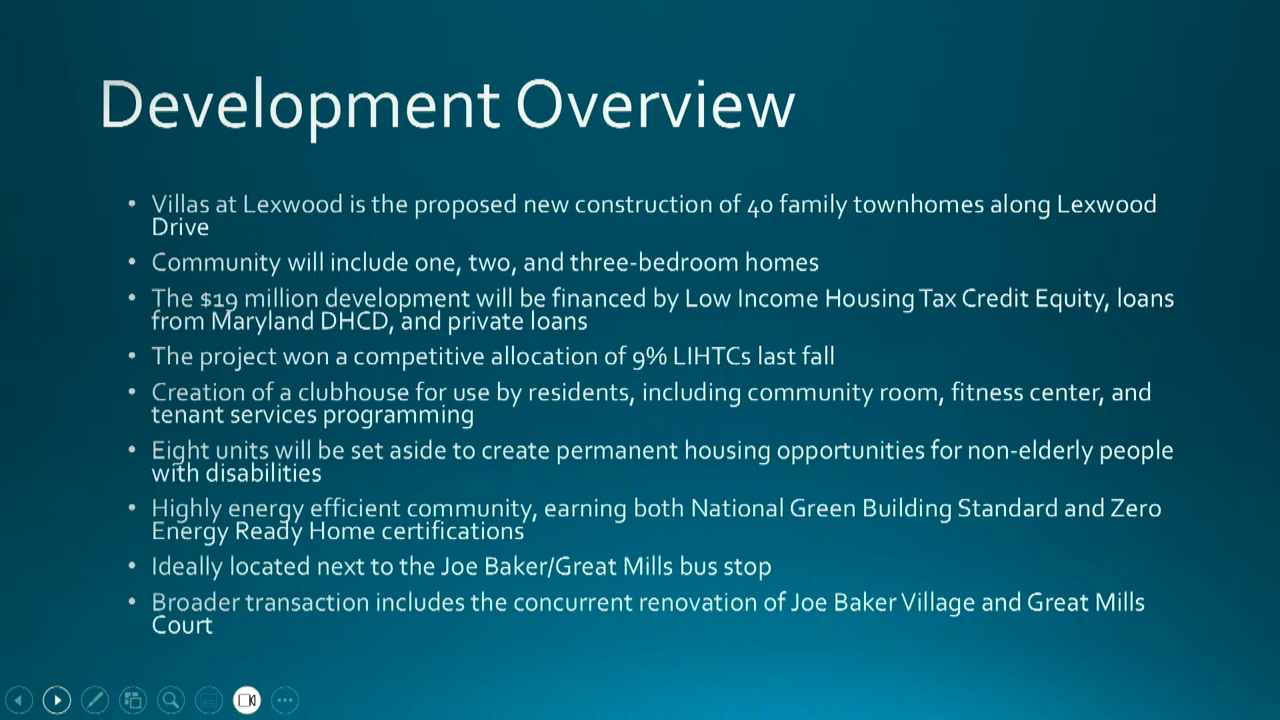 Development Overview
• Villas at Lexwood is the proposed new construction of 40 family townhomes along Lexwood
Drive
• Community will include one, two, and three-bedroom homes
• The $19 million development will be financed by Low Income Housing Tax Credit Equity, loans
from Maryland DHCD, and private loans
• The project won a competitive allocation of 9% LIHTCs last fall
• Creation of a clubhouse for use by residents, including community room, fitness center, and
tenant services programming
• Eight units will be set aside to create permanent housing opportunities for non-elderly people
with disabilities
• Highly energy efficient community, earning both National Green Building Standard and Zero
Energy Ready Home certifications
• Ideally located next to the Joe Baker/Great Mills bus stop
• Broader transaction includes the concurrent renovation of Joe Baker Village and Great Mills
Court